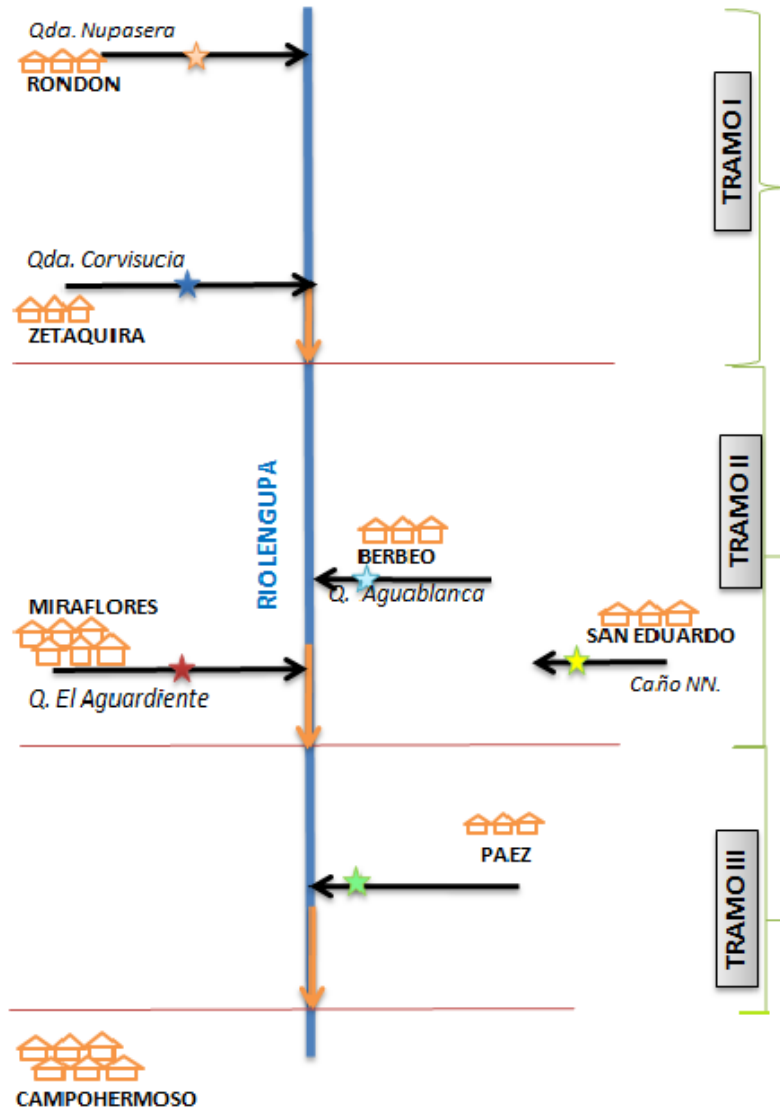 Qda. Nupasera
RONDON
TRAMO I
Qda. Corvisucia
ZETAQUIRA
TRAMO II
RIO LENGUPA
BERBEO
Q. Aguablanca
MIRAFLORES
SAN EDUARDO
Q. El Aguardiente
Caño NN.
PAEZ
TRAMO III
CAMPOHERMOSO